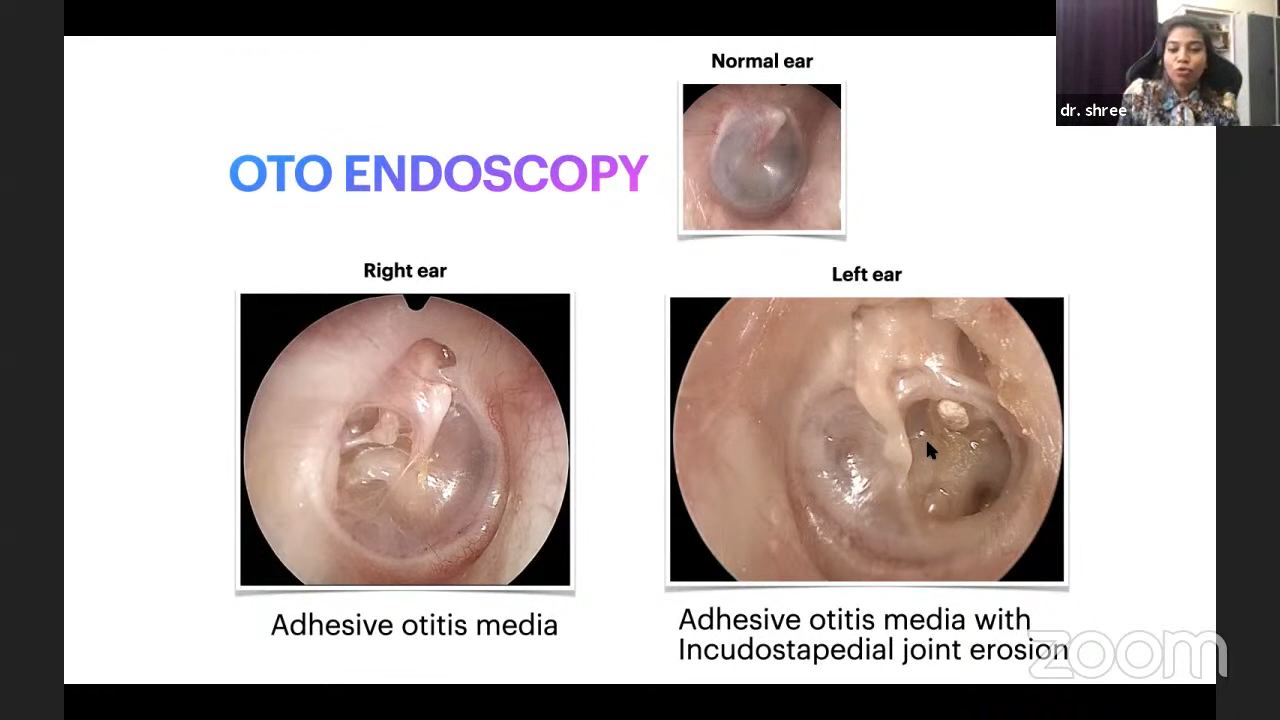 Normal ear
dr. shree
OTO ENDOSCOPY
Right ear
Left ear
Adhesive otitis media
Adhesive otitis media with
Incudostapedial joint erosion
zoom